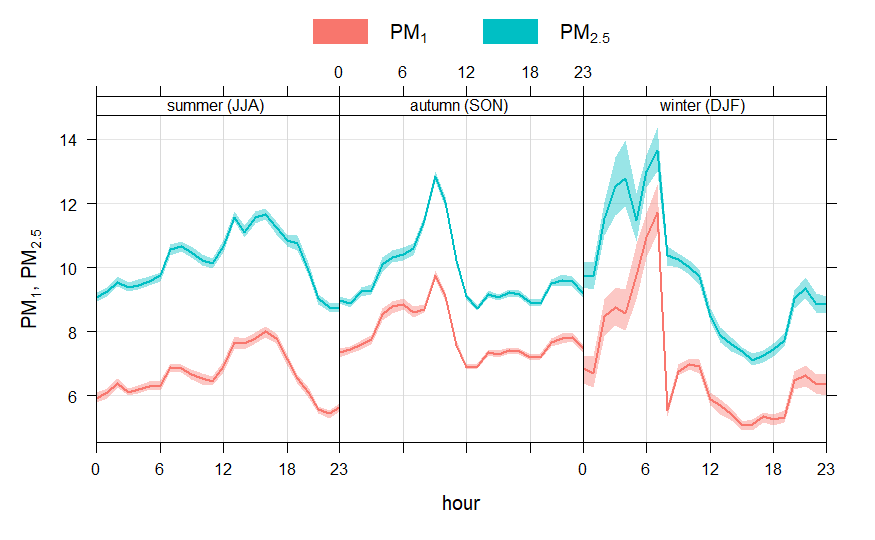 PM1 PM2.5
0 6 12 18 23
summer (JJA) autumn (SON) winter (DJF)
14
12
10
8
6
PM1, PM2.5
0 6 12 18 23 0 6 12 18 23
hour